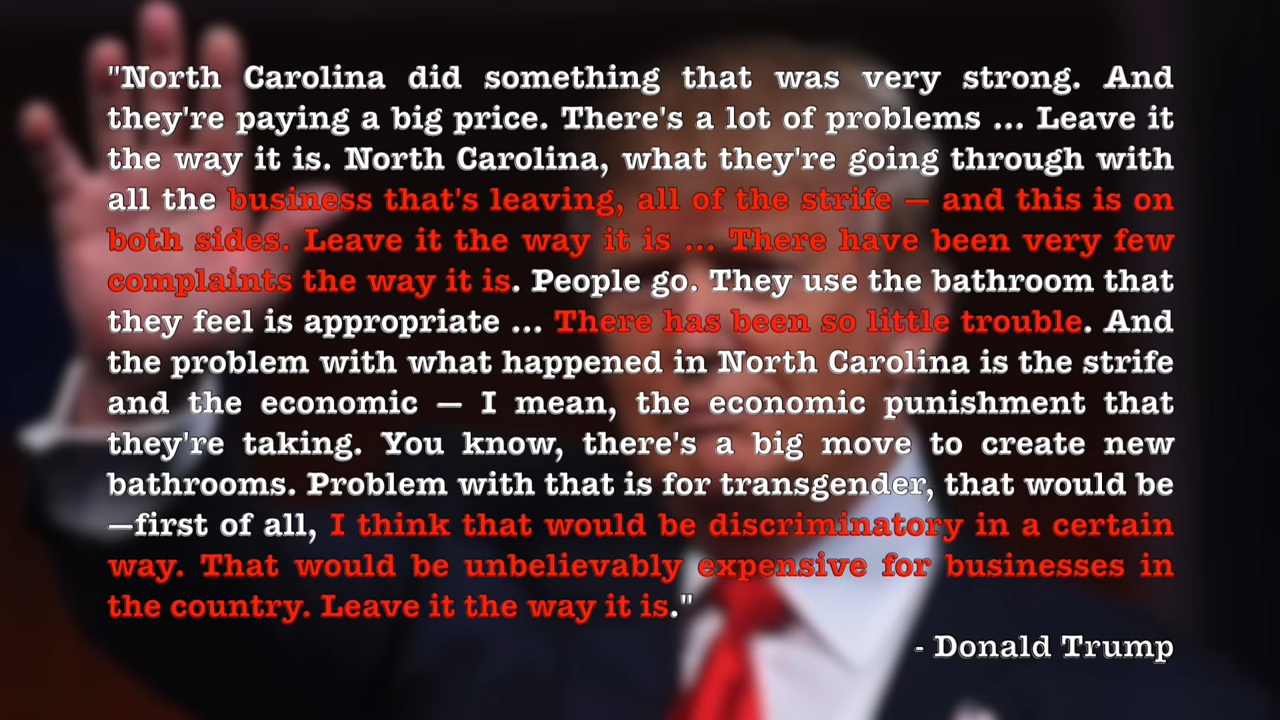 "North Carolina did something that was very strong. And
they're paying a big price. There's a lot of problems ... Leave it
the way it is. North Carolina, what they're going through with
all the business that's leaving, all of the strife — and this is on
both sides. Leave it the way it is ... There have been very few
complaints the way it is. People go. They use the bathroom that
they feel is appropriate ... There has been so little trouble. And
the problem with what happened in North Carolina is the strife
and the economic — I mean, the economic punishment that
they're taking. You know, there's a big move to create new
bathrooms. Problem with that is for transgender, that would be
—first of all, I think that would be discriminatory in a certain
way. That would be unbelievably expensive for businesses in
the country. Leave it the way it is."
- Donald Trump